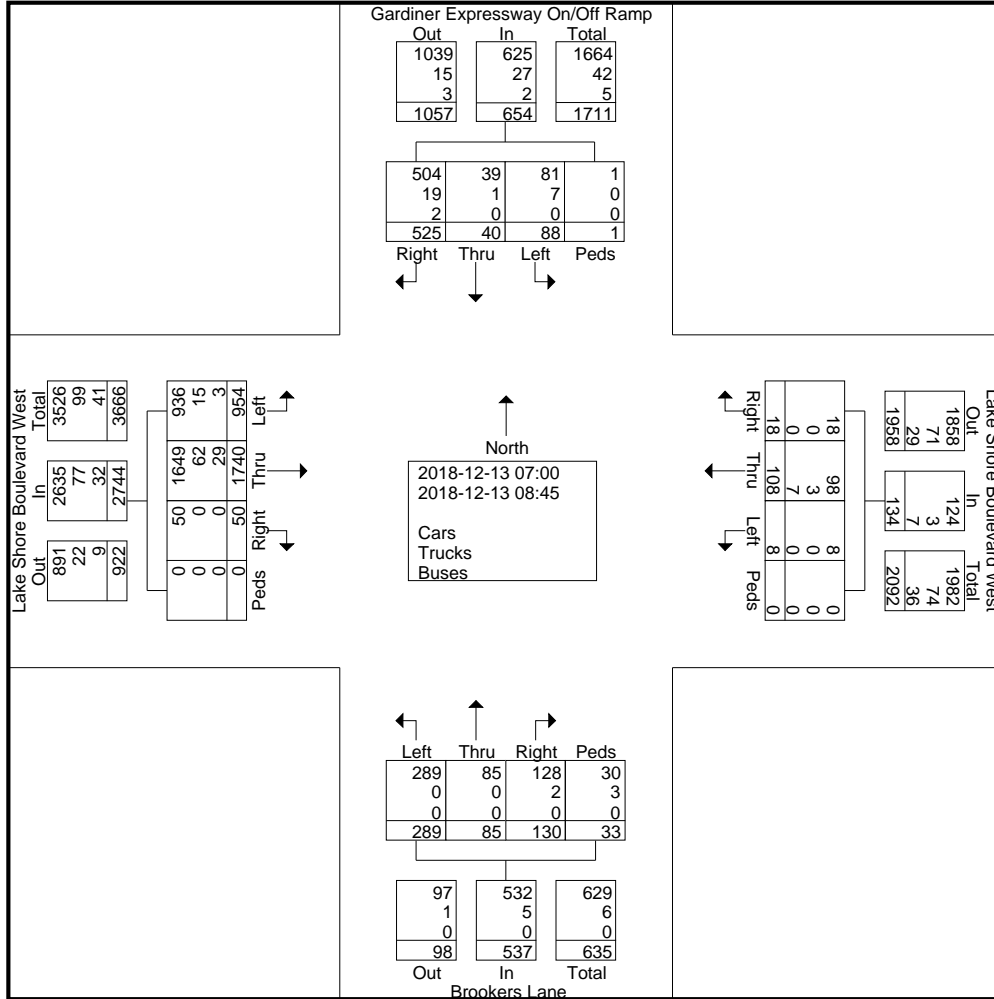 Gardiner Expressway On/Off Ramp
Out In Total
1039 625 1664
15 27 42
3 2 5
1057 654 1711
504 39 81 1
19 1 7 0
2 0 0 0
525 40 88 1
Right Thru Left Peds
Lake Shore Boulevard West
Total In Out
3526 2635 891
99 77 22
41 32 9
3666 2744 922
936 1649 50 0
15 62 0 0
3 29 0 0
954 1740 50 0
Left Thru Right Peds
North
2018-12-13 07:00
2018-12-13 08:45
Cars
Trucks
Buses
Lake Shore Boulevard West
Out In Total
1858 124 1982
71 3 74
29 7 36
1958 134 2092
18 98 8 0
0 3 0 0
0 7 0 0
18 108 8 0
Right Thru Left Peds
Left Thru Right Peds
289 85 128 30
0 0 2 3
0 0 0 0
289 85 130 33
97 532 629
1 5 6
0 0 0
98 537 635
Out In Total
Brookers Lane